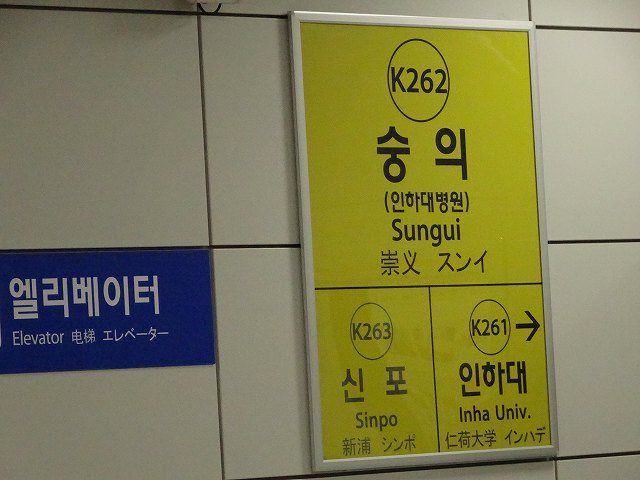 K262
숭의
(인하대병원)
Sungui
崇义 スンイ
K263
신포
Sinpo
新浦 シンポ
K261 →
인하대
Inha Univ.
仁荷大学 インハデ
엘리베이터
Elevator 电梯 エレベーター